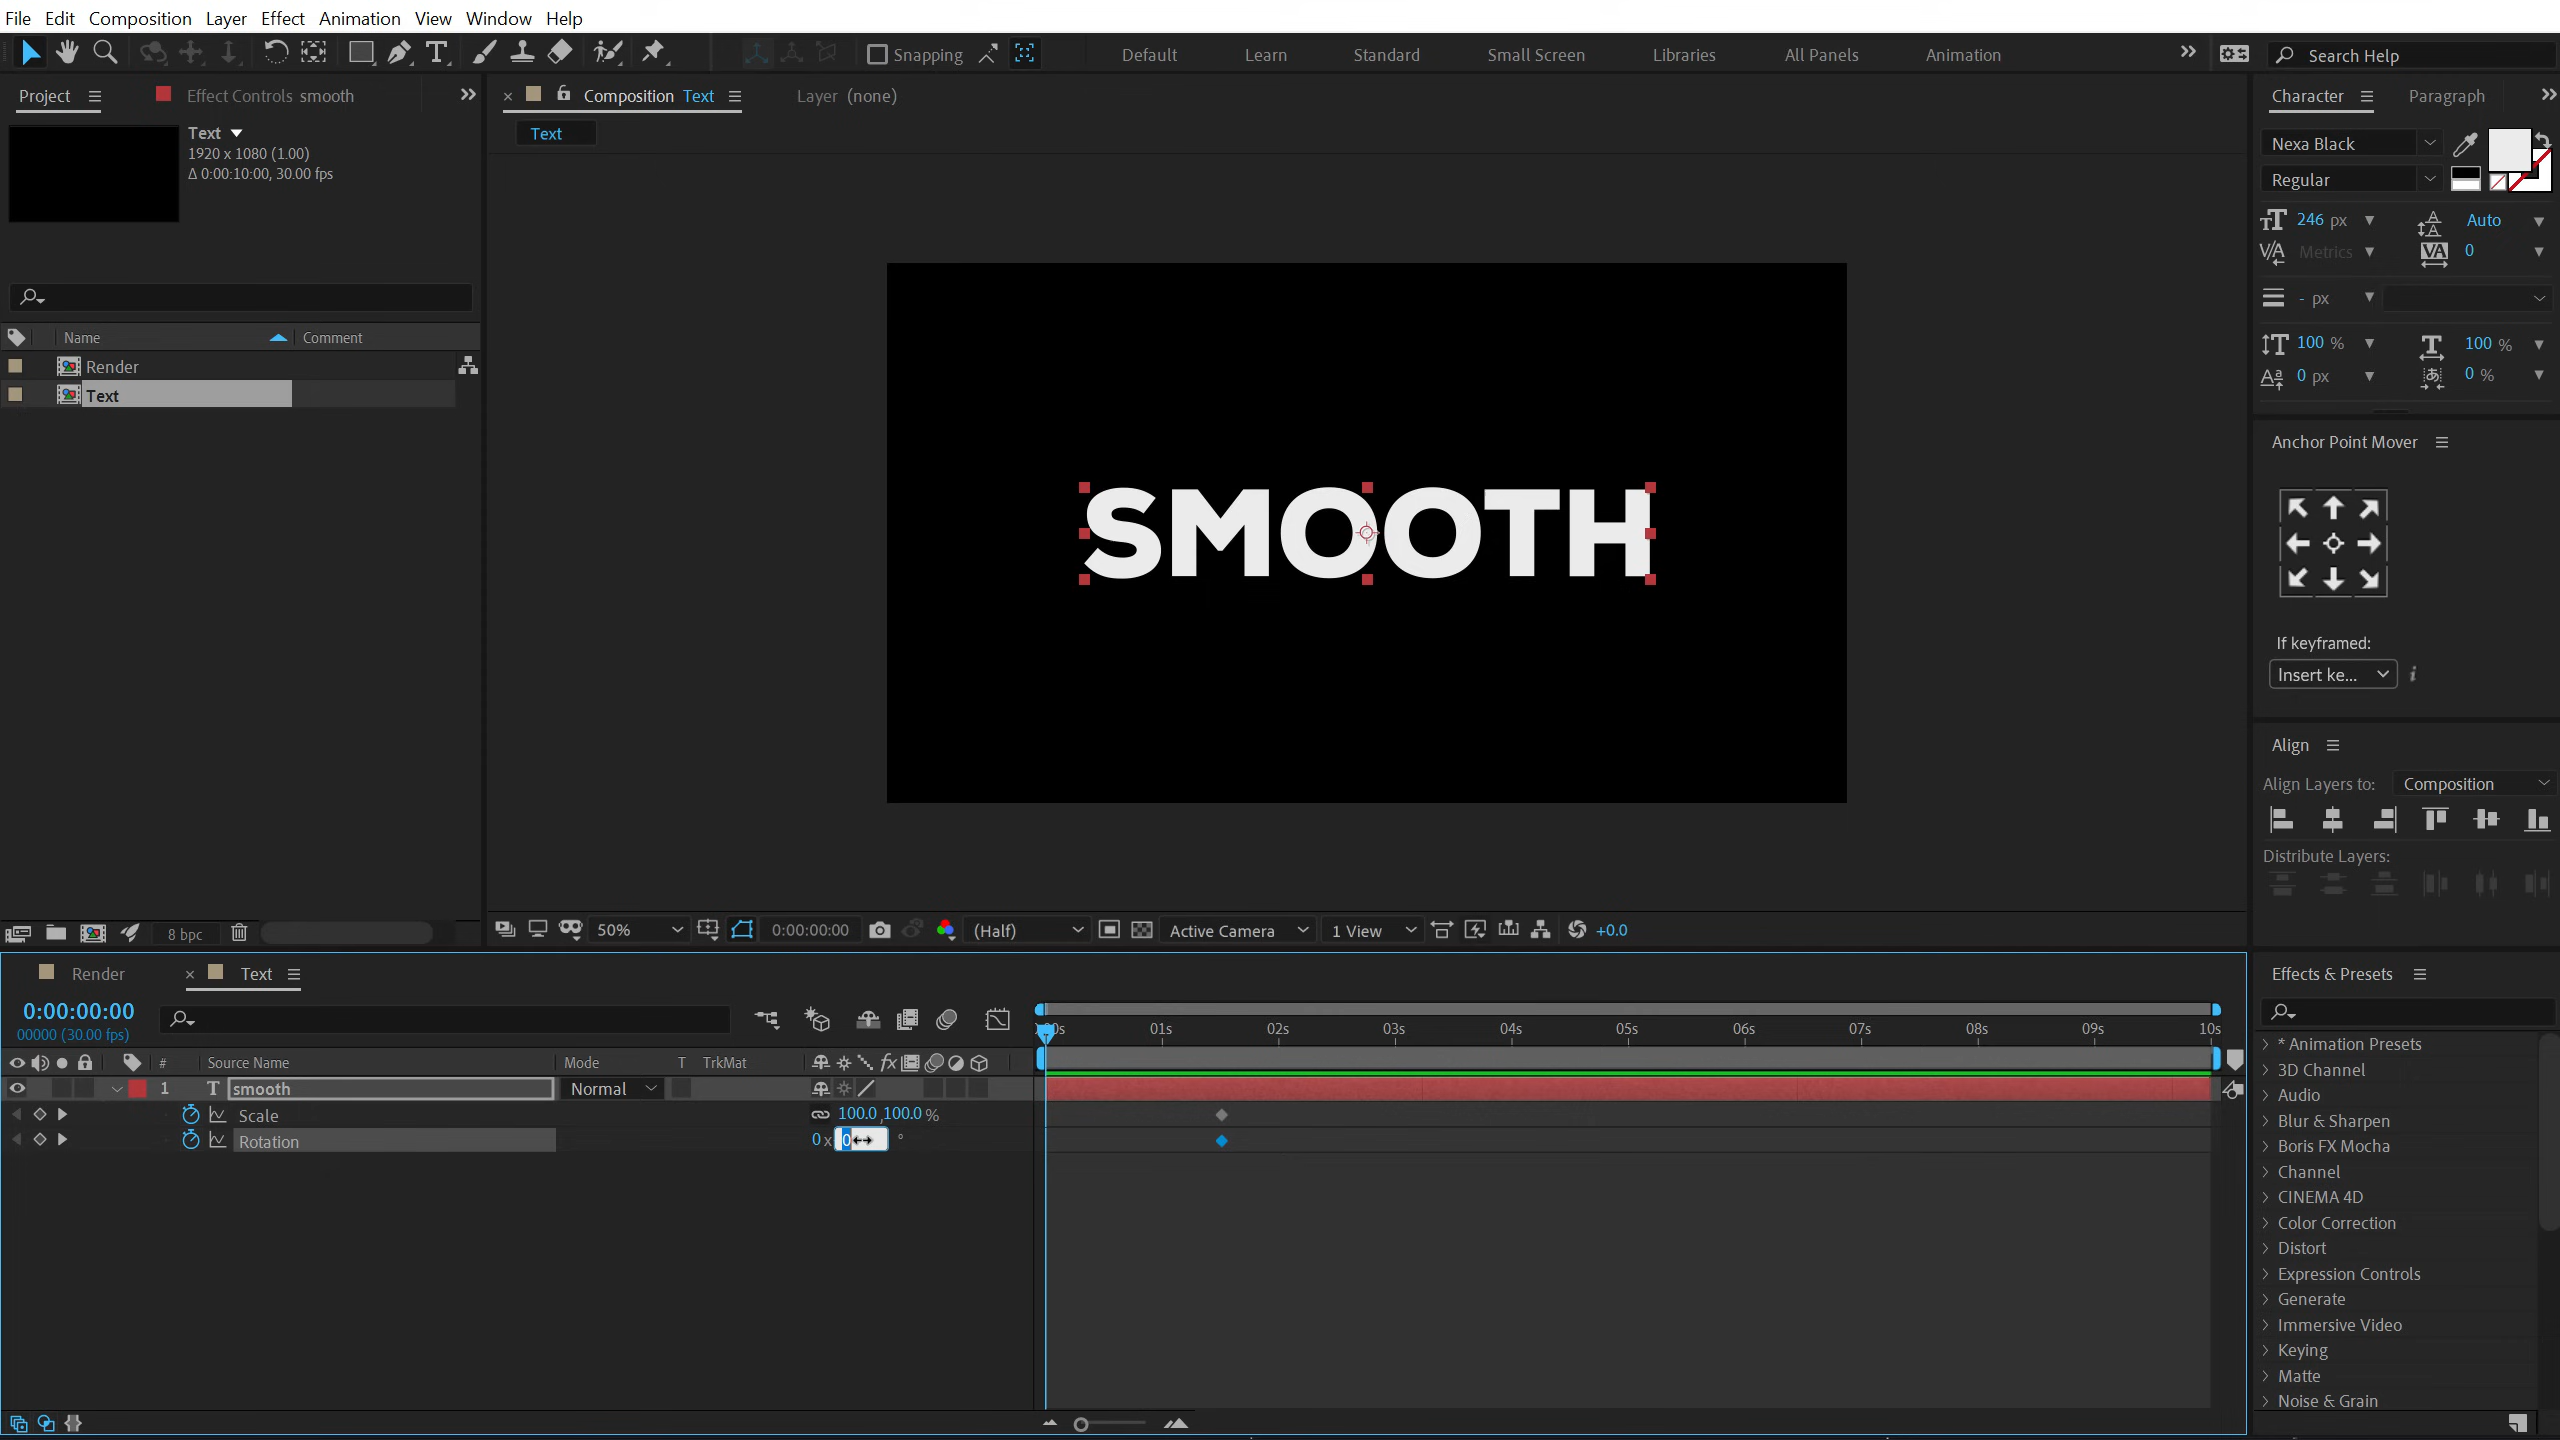 File Edit Composition Layer Effect Animation View Window Help
Snapping Default Learn Standard Small Screen Libraries All Panels Animation Search Help
Project Effect Controls smooth Composition Text Layer (none) Character Paragraph
Text
Text
1920 x 1080 (1.00)
Δ 0:00:10:00, 30.00 fps
Nexa Black
Regular
246 px Auto
Metrics 0
- px
100 % 100 %
0 px 0 %
Name Comment
Render
Text
Anchor Point Mover
SMOOTH
If keyframed:
Insert ke...
Align
Align Layers to: Composition
Distribute Layers:
8 bpc 50% 0:00:00:00 (Half) Active Camera 1 View +0.0
Render Text Effects & Presets
0:00:00:00
00000 (30.00 fps)
:00s 01s 02s 03s 04s 05s 06s 07s 08s 09s 10s
# Source Name Mode T TrkMat
1 T smooth Normal
Scale 100.0, 100.0 %
Rotation 0 x 0 °
* Animation Presets
3D Channel
Audio
Blur & Sharpen
Boris FX Mocha
Channel
CINEMA 4D
Color Correction
Distort
Expression Controls
Generate
Immersive Video
Keying
Matte
Noise & Grain